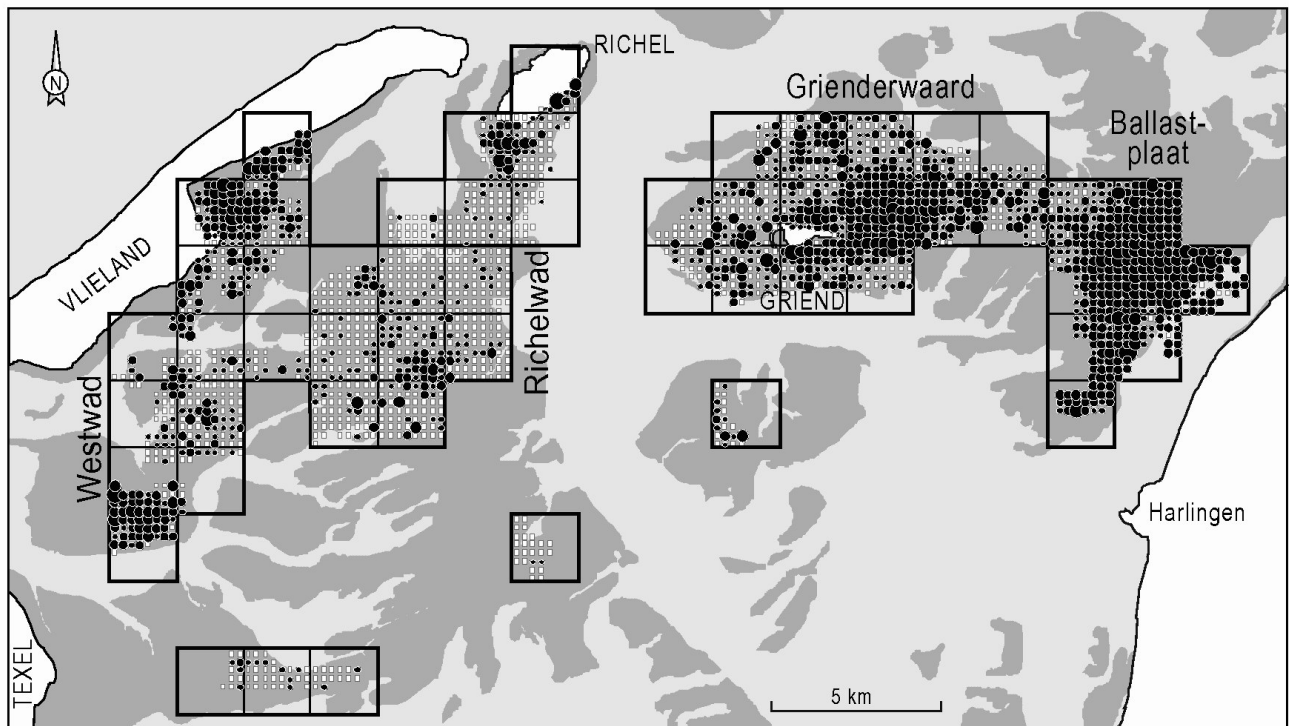 N
RICHEL
Grienderwaard
Ballast-
plaat
VLIELAND
GRIEND
Richelwad
Westwad
Harlingen
TEXEL
5 km